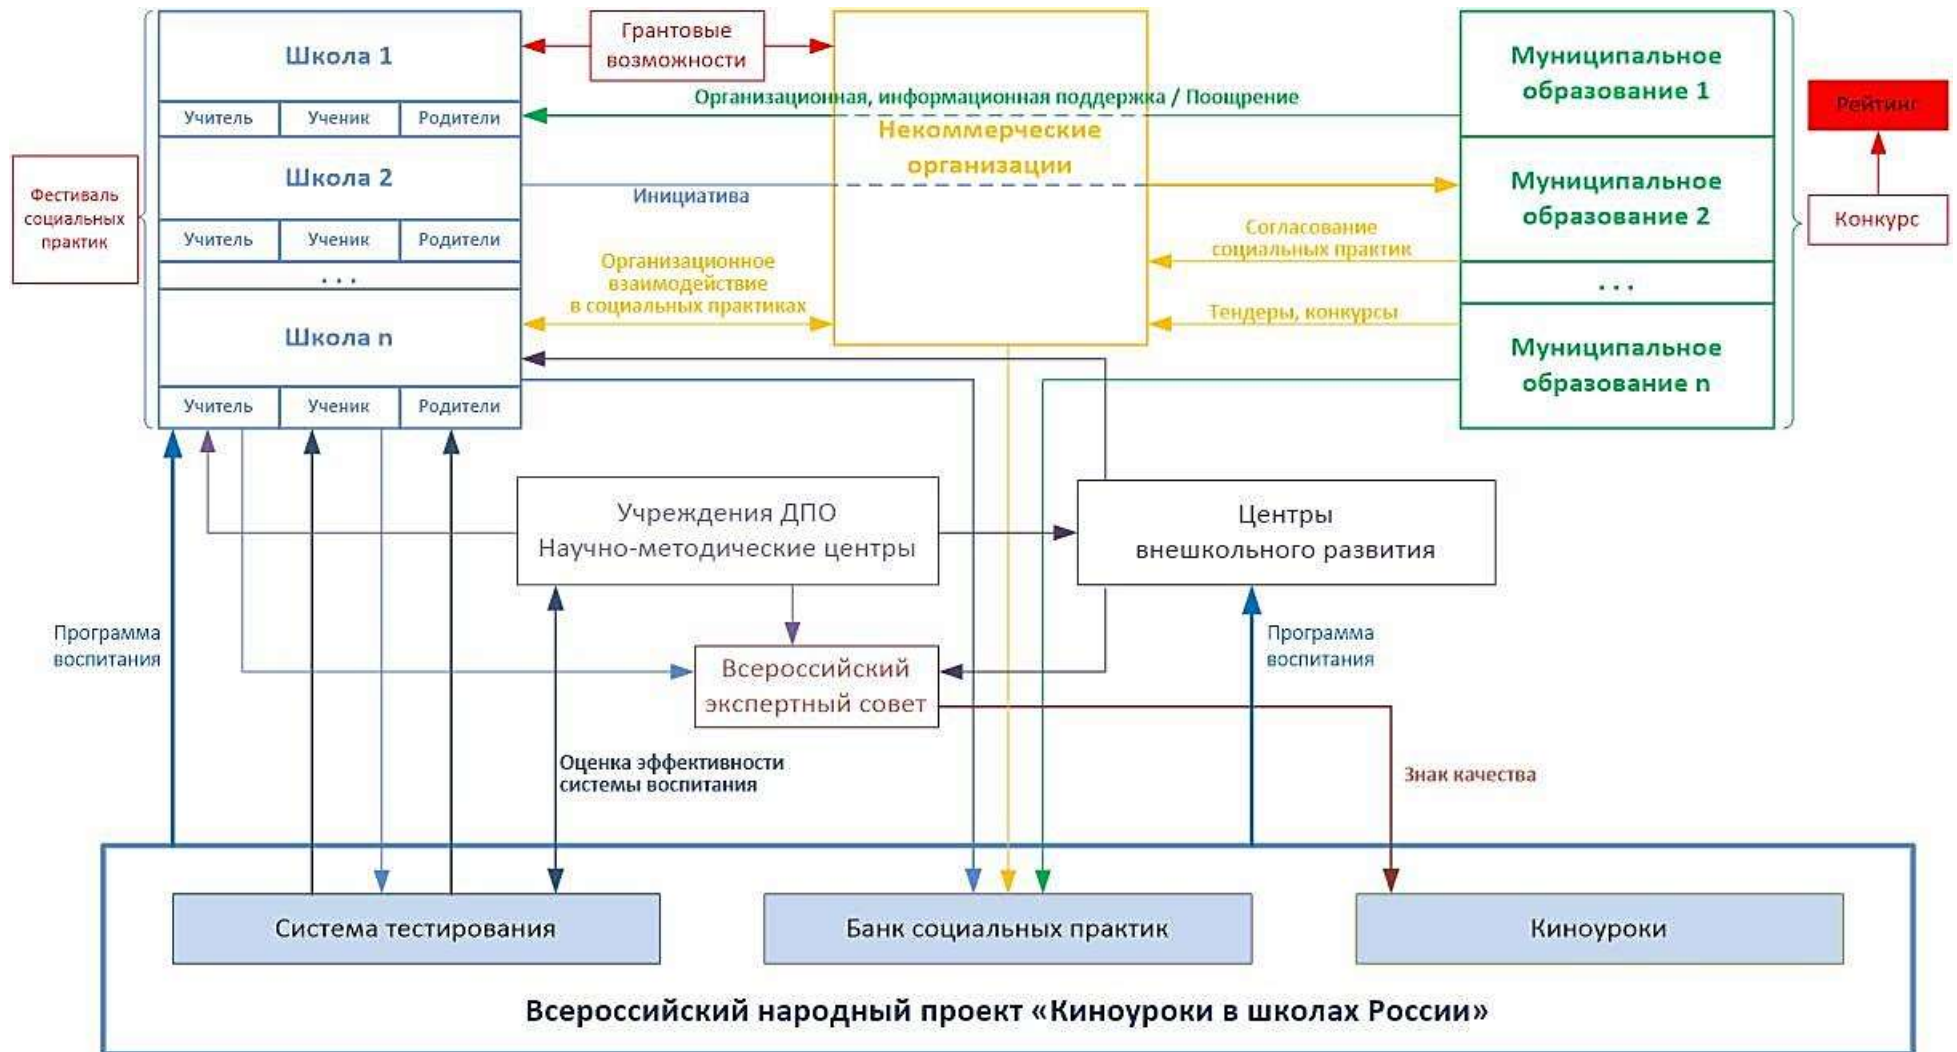 Школа 1
Учитель
Ученик
Родители
Школа 2
Учитель
Ученик
Родители
. . .
Школа n
Учитель
Ученик
Родители
Фестиваль
социальных
практик
Грантовые
возможности
Организационная, информационная поддержка / Поощрение
Некоммерческие
организации
Инициатива
Организационное
взаимодействие
в социальных практиках
Согласование
социальных практик
Тендеры, конкурсы
Муниципальное
образование 1
Муниципальное
образование 2
. . .
Муниципальное
образование n
Рейтинг
Конкурс
Учреждения ДПО
Научно-методические центры
Центры
внешкольного развития
Программа
воспитания
Всероссийский
экспертный совет
Программа
воспитания
Оценка эффективности
системы воспитания
Знак качества
Система тестирования
Банк социальных практик
Киноуроки
Всероссийский народный проект «Киноуроки в школах России»